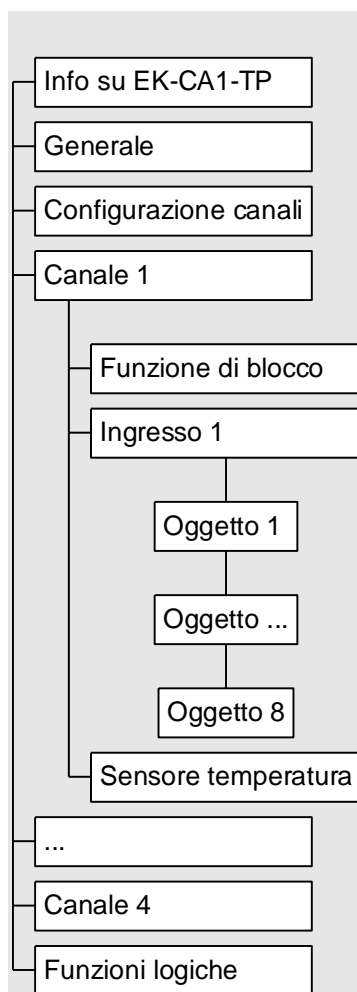 Info su EK-CA1-TP
Generale
Configurazione canali
Canale 1
Funzione di blocco
Ingresso 1
Oggetto 1
Oggetto ...
Oggetto 8
Sensore temperatura
...
Canale 4
Funzioni logiche